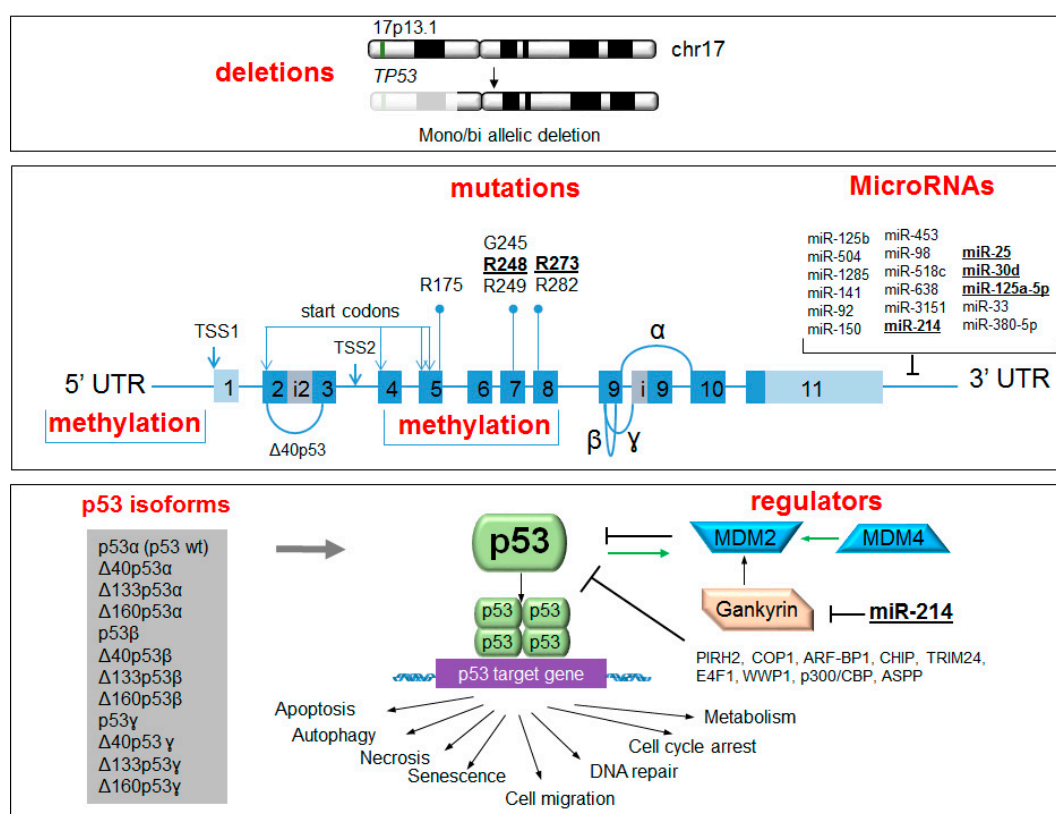 17p13.1
chr17
deletions
TP53
Mono/bi allelic deletion
mutations
MicroRNAs
miR-125b
miR-504
miR-1285
miR-141
miR-92
miR-150
miR-453
miR-98
miR-518c
miR-638
miR-3151
miR-214
miR-25
miR-30d
miR-125a-5p
miR-33
miR-380-5p
G245
R248
R249
R273
R282
R175
start codons
TSS1
TSS2
α
5' UTR
1
2
i2
3
4
5
6
7
8
9
i
9
10
11
3' UTR
methylation
Δ40p53
methylation
β
ɣ
p53 isoforms
p53α (p53 wt)
Δ40p53α
Δ133p53α
Δ160p53α
p53β
Δ40p53β
Δ133p53β
Δ160p53β
p53ɣ
Δ40p53 ɣ
Δ133p53ɣ
Δ160p53ɣ
regulators
p53
MDM2
MDM4
Gankyrin
miR-214
p53 p53
p53 p53
p53 target gene
PIRH2, COP1, ARF-BP1, CHIP, TRIM24,
E4F1, WWP1, p300/CBP, ASPP
Apoptosis
Autophagy
Necrosis
Senescence
Cell migration
DNA repair
Cell cycle arrest
Metabolism